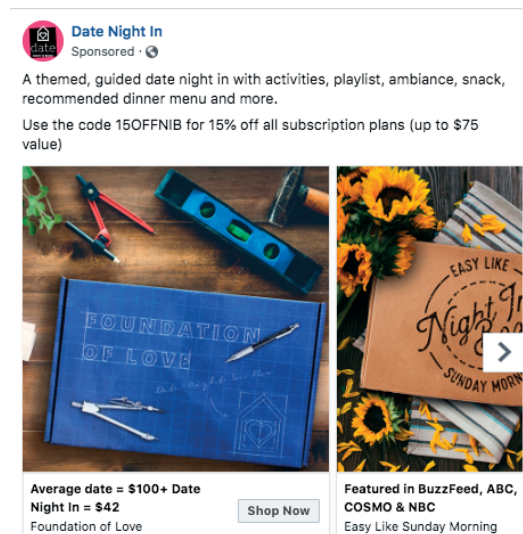 Date Night In
date
Sponsored ·
A themed, guided date night in with activities, playlist, ambiance, snack,
recommended dinner menu and more.
Use the code 15OFFNIB for 15% off all subscription plans (up to $75
value)
FOUNDATION
OF LOVE
EASY LIKE
Night In
SUNDAY MORN
Average date = $100+ Date
Night In = $42
Foundation of Love
Shop Now
Featured in BuzzFeed, ABC,
COSMO & NBC
Easy Like Sunday Morning